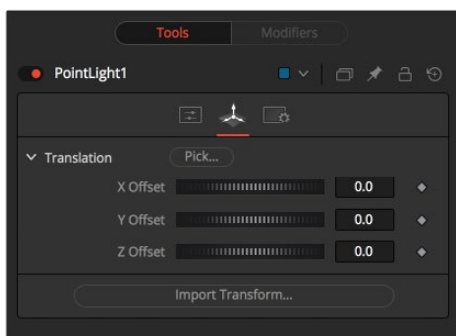 Tools Modifiers
PointLight1
Translation Pick...
X Offset 0.0
Y Offset 0.0
Z Offset 0.0
Import Transform...